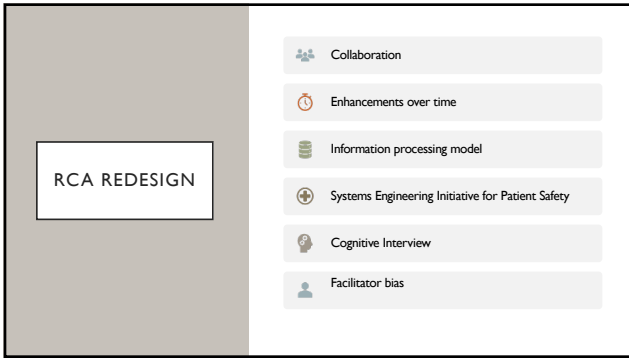 RCA REDESIGN
Collaboration
Enhancements over time
Information processing model
Systems Engineering Initiative for Patient Safety
Cognitive Interview
Facilitator bias